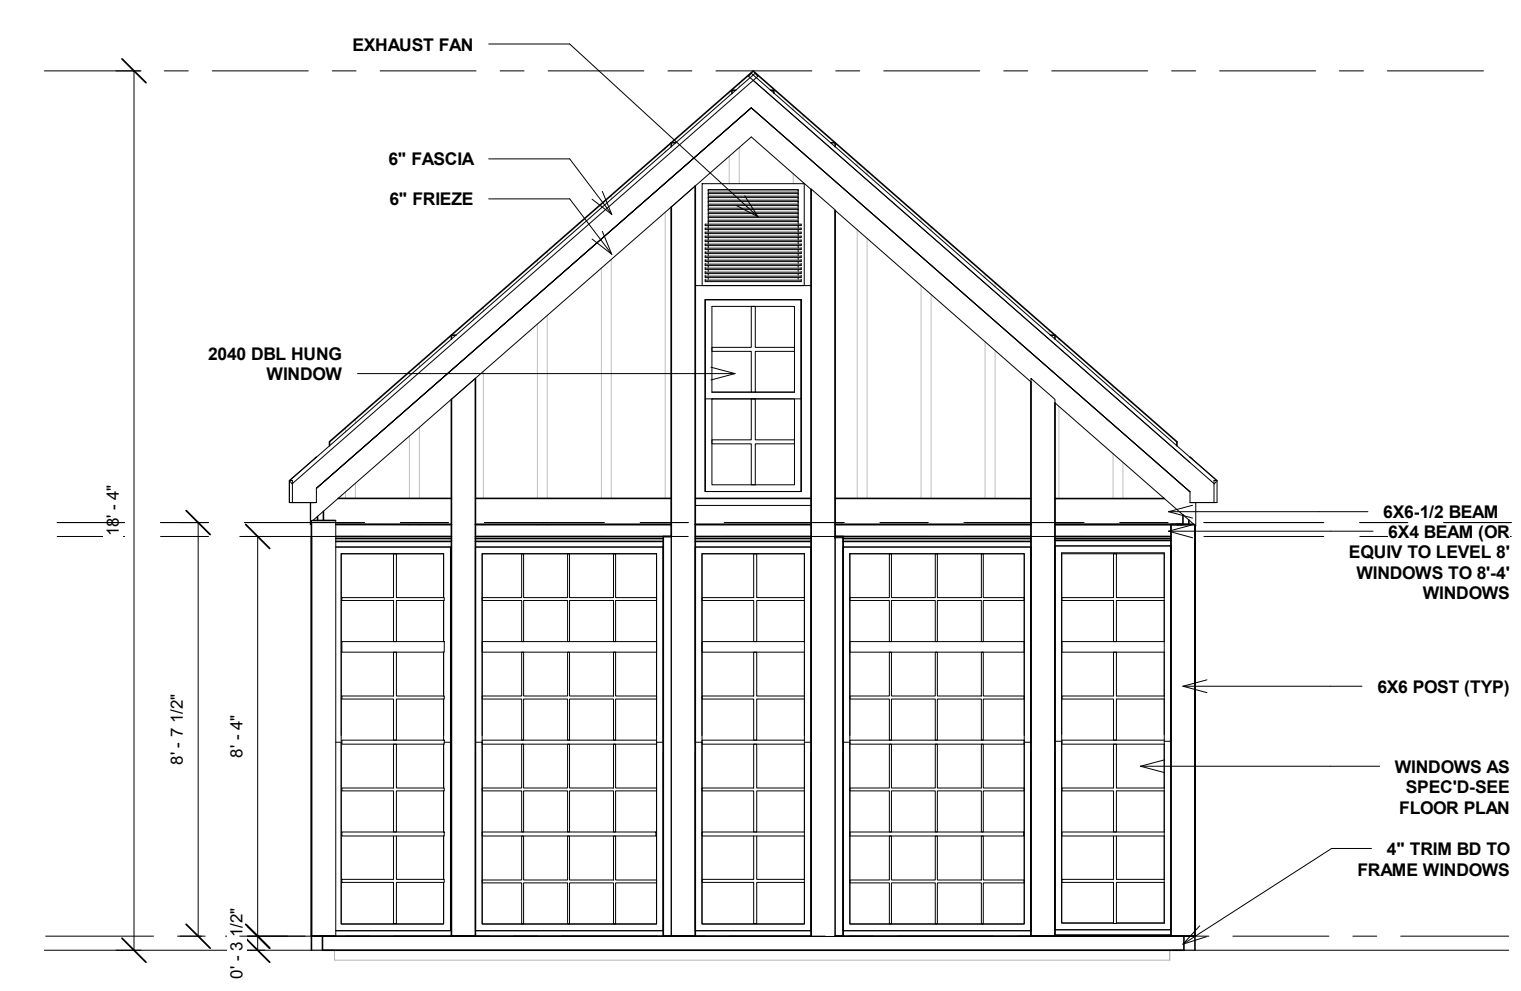 EXHAUST FAN
6" FASCIA
6" FRIEZE
2040 DBL HUNG
WINDOW
18' - 4"
8' - 7 1/2"
8' - 4"
0' - 3 1/2"
6X6-1/2 BEAM
6X4 BEAM (OR
EQUIV TO LEVEL 8'
WINDOWS TO 8'-4'
WINDOWS
6X6 POST (TYP)
WINDOWS AS
SPEC'D-SEE
FLOOR PLAN
4" TRIM BD TO
FRAME WINDOWS